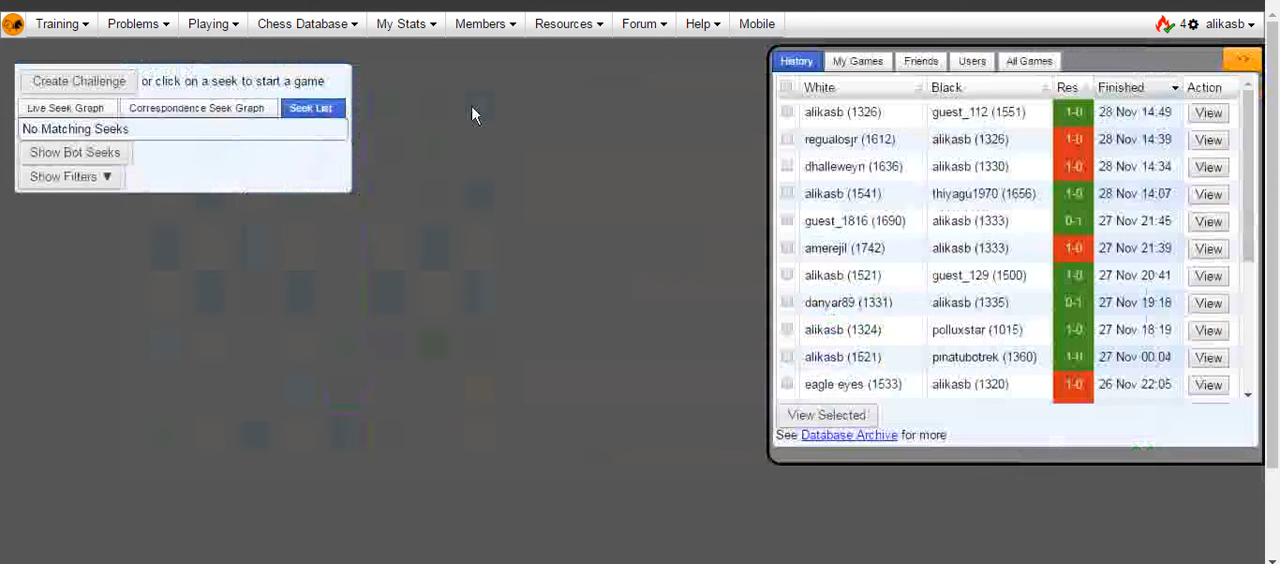 Training Problems Playing Chess Database My Stats Members Resources Forum Help Mobile 4 alikasb
Create Challenge or click on a seek to start a game
Live Seek Graph Correspondence Seek Graph Seek List
No Matching Seeks
Show Bot Seeks
Show Filters ▼
History My Games Friends Users All Games >>
White Black Res Finished Action
alikasb (1326) guest_112 (1551) 1-0 28 Nov 14:49 View
regualosjr (1612) alikasb (1326) 1-0 28 Nov 14:39 View
dhalleweyn (1636) alikasb (1330) 1-0 28 Nov 14:34 View
alikasb (1541) thiyagu1970 (1656) 1-0 28 Nov 14:07 View
guest_1816 (1690) alikasb (1333) 0-1 27 Nov 21:45 View
amerejil (1742) alikasb (1333) 1-0 27 Nov 21:39 View
alikasb (1521) guest_129 (1500) 1-0 27 Nov 20:41 View
danyar89 (1331) alikasb (1335) 0-1 27 Nov 19:18 View
alikasb (1324) polluxstar (1015) 1-0 27 Nov 18:19 View
alikasb (1521) pinatubotrek (1360) 1-0 27 Nov 00:04 View
eagle eyes (1533) alikasb (1320) 1-0 26 Nov 22:05 View
View Selected
See Database Archive for more